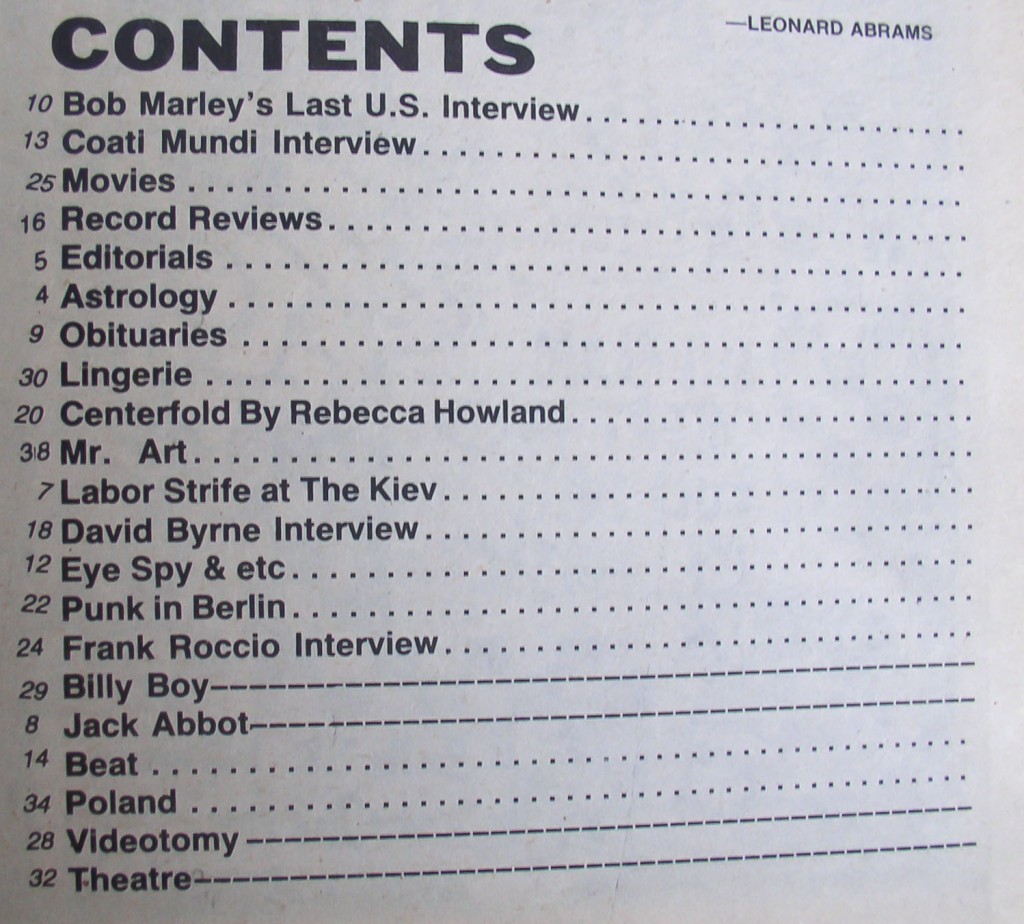 —LEONARD ABRAMS
CONTENTS
10 Bob Marley's Last U.S. Interview
13 Coati Mundi Interview
25 Movies
16 Record Reviews
5 Editorials
4 Astrology
9 Obituaries
30 Lingerie
20 Centerfold By Rebecca Howland
38 Mr. Art
7 Labor Strife at The Kiev
18 David Byrne Interview
12 Eye Spy & etc
22 Punk in Berlin
24 Frank Roccio Interview
29 Billy Boy
8 Jack Abbot
14 Beat
34 Poland
28 Videotomy
32 Theatre